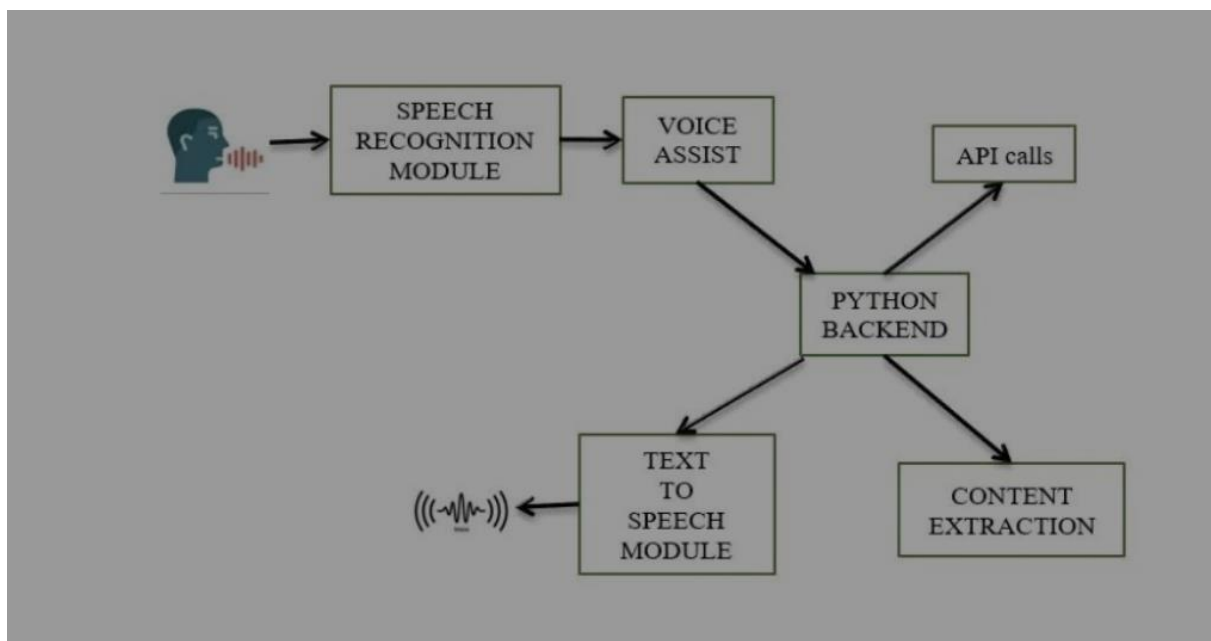 SPEECH
RECOGNITION
MODULE
VOICE
ASSIST
API calls
PYTHON
BACKEND
TEXT
TO
SPEECH
MODULE
CONTENT
EXTRACTION